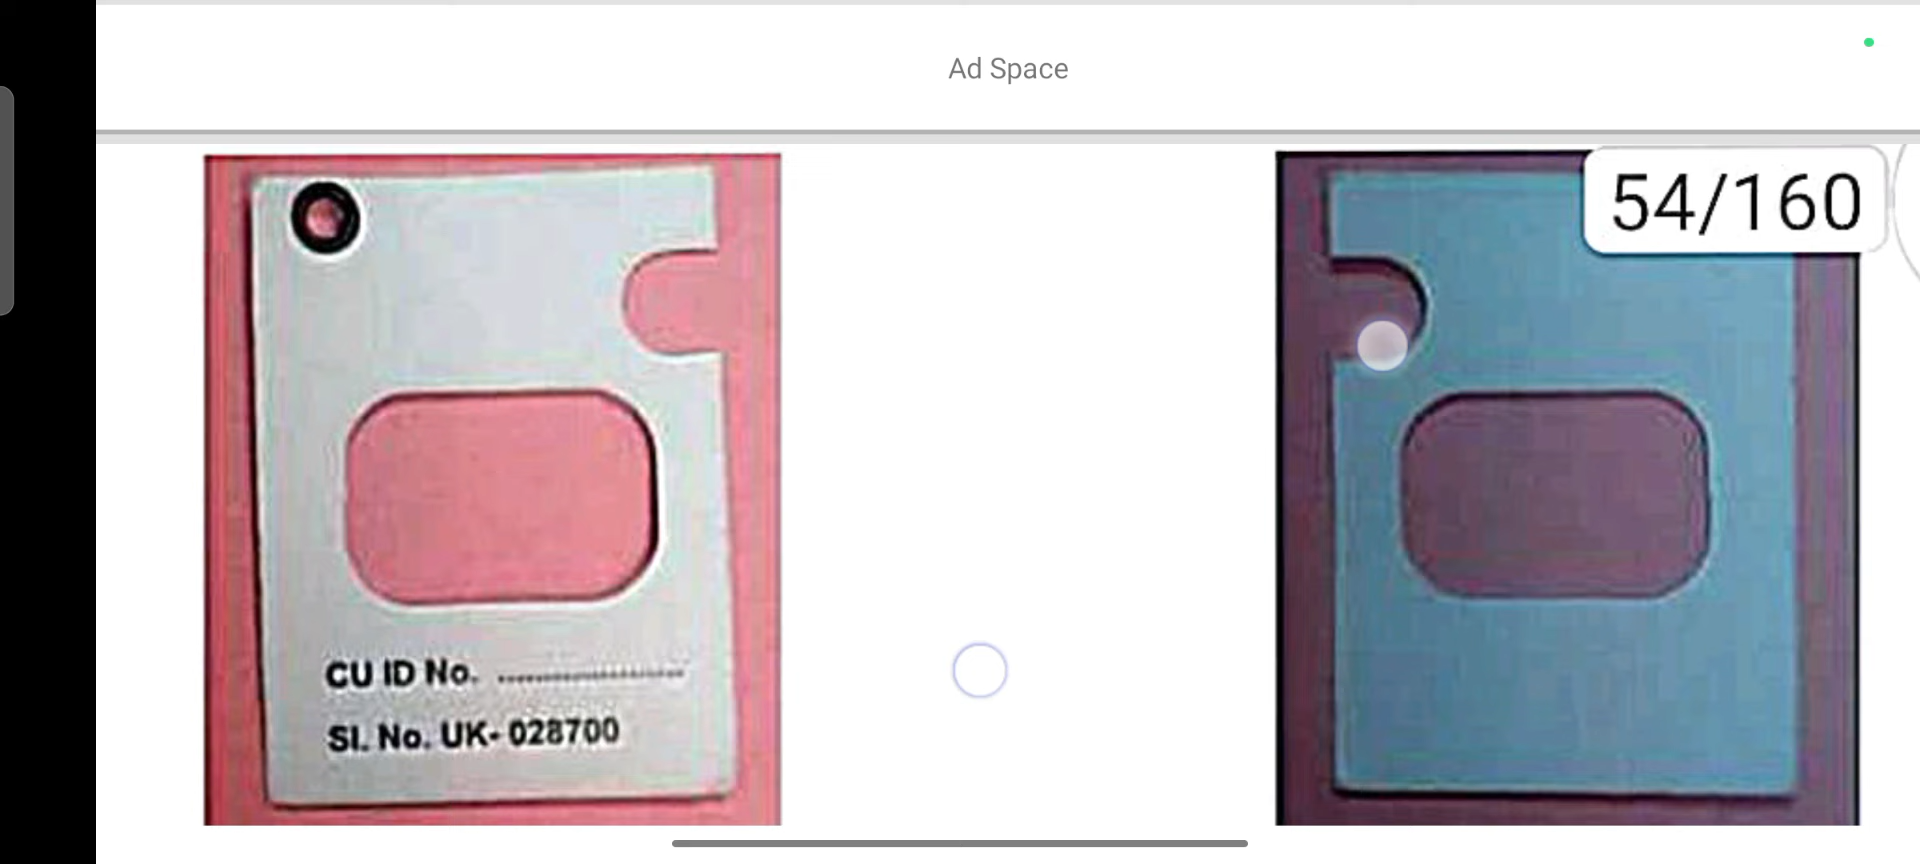 Ad Space
54/160
CU ID No. ........................
Sl. No. UK- 028700